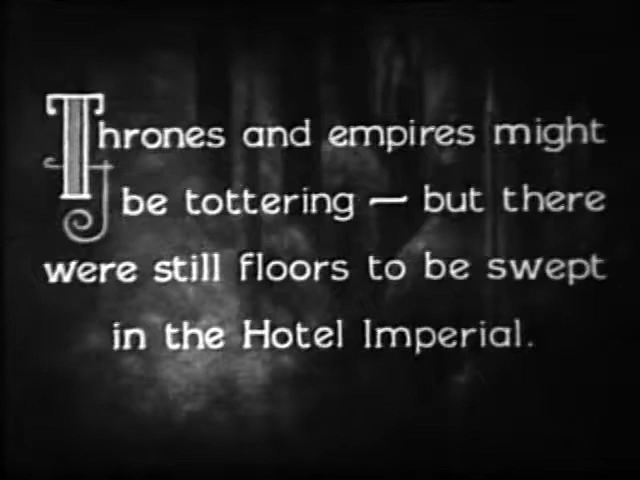 Thrones and empires might
be tottering — but there
were still floors to be swept
in the Hotel Imperial.